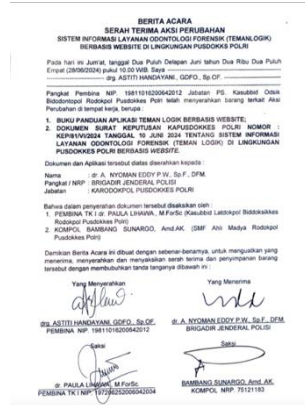 BERITA ACARA
SERAH TERIMA AKSI PERUBAHAN
SISTEM INFORMASI LAYANAN ODONTOLOGI FORENSIK (TEMANLOGIK)
BERBASIS WEBSITE DI LINGKUNGAN PUSDOKKES POLRI
Pada hari ini Jum'at, tanggal Dua Puluh Delapan Juni tahun Dua Ribu Dua Puluh
Empat (28/06/2024) pukul 10.00 WIB. Saya
drg. ASTITI HANDAYANI, GDFO., Sp.OF.
Pangkat Pembina NIP. 198110162006042012 Jabatan PS. Kasubbid Odsik
Biddontopol Rodokpol Pusdokkes Polri telah menyerahkan barang terkait Aksi
Perubahan di tempat kerja, berupa :
1. BUKU PANDUAN APLIKASI TEMAN LOGIK BERBASIS WEBSITE;
2. DOKUMEN SURAT KEPUTUSAN KAPUSDOKKES POLRI NOMOR :
TANGGAL 10 JUNI 2024 TENTANG SISTEM INFORMASI
LAYANAN ODONTOLOGI FORENSIK (TEMAN LOGIK) DI LINGKUNGAN
PUSDOKKES POLRI BERBASIS WEBSITE.
Dokumen dan Aplikasi tersebut diatas diserahkan kepada :
Nama : dr. A. NYOMAN EDDY P.W., Sp.F., DFM.
Pangkat / NRP : BRIGADIR JENDERAL POLISI
Jabatan : KARODOKPOL PUSDOKKES POLRI
Bahwa dalam penyerahan dokumen tersebut disaksikan oleh :
1. PEMBINA TK I dr. PAULA LIHAWA., M.ForSc (Kasubbid
Rodokpol Pusdokkes Polri)
2. KOMPOL BAMBANG SUNARGO, Amd.AK. (SMF Ahli Madya Rodokpol
Pusdokkes Polri)
Demikian Berita Acara ini dibuat dengan sebenar-benarnya, untuk menguatkan yang
menerima, menyerahkan dan menyaksikan serah terima dan penyimpanan barang
tersebut dengan membubuhkan tanda tangannya dibawah ini :
Yang Menyerahkan
Yang Menerima
drg. ASTITI HANDAYANI, GDFO., Sp.OF.
PEMBINA NIP. 198110162006042012
dr. A. NYOMAN EDDY P.W., Sp.F., DFM.
BRIGADIR JENDERAL POLISI
Saksi
Saksi
dr. PAULA LIHAWA, M.ForSc
PEMBINA TK I NIP.
BAMBANG SUNARGO, Amd. AK.
KOMPOL NRP. 75121183